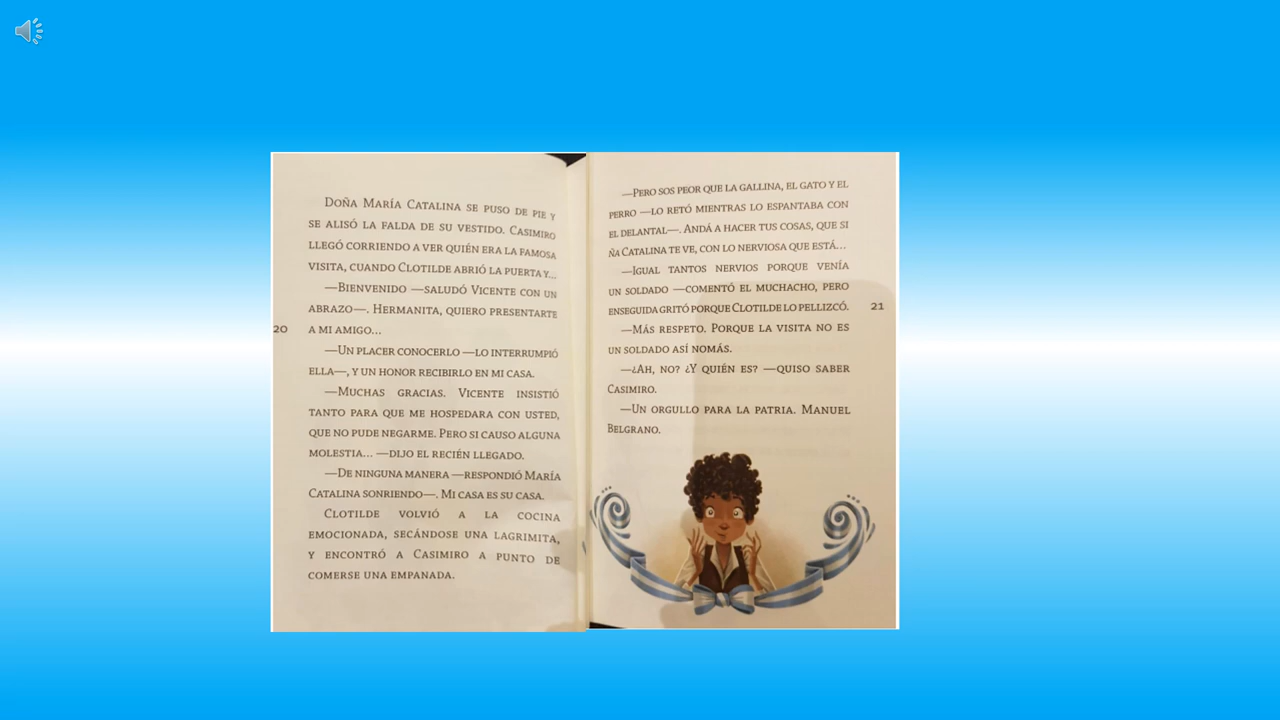 Doña María Catalina se puso de pie y
se alisó la falda de su vestido. Casimiro
llegó corriendo a ver quién era la famosa
visita, cuando Clotilde abrió la puerta y...
—Bienvenido —saludó Vicente con un
abrazo—. Hermanita, quiero presentarte
a mi amigo...
—Un placer conocerlo —lo interrumpió
ella—, y un honor recibirlo en mi casa.
—Muchas gracias. Vicente insistió
tanto para que me hospedara con usted,
que no pude negarme. Pero si causo alguna
molestia... —dijo el recién llegado.
—De ninguna manera —respondió María
Catalina sonriendo—. Mi casa es su casa.
Clotilde volvió a la cocina
emocionada, secándose una lagrimita,
y encontró a Casimiro a punto de
comerse una empanada.
20
—Pero sos peor que la gallina, el gato y el
perro —lo retó mientras lo espantaba con
el delantal—. Andá a hacer tus cosas, que si
ña Catalina te ve, con lo nerviosa que está...
—Igual tantos nervios porque venía
un soldado —comentó el muchacho, pero
enseguida gritó porque Clotilde lo pellizcó.
—Más respeto. Porque la visita no es
un soldado así nomás.
—¿Ah, no? ¿Y quién es? —quiso saber
Casimiro.
—Un orgullo para la patria. Manuel
Belgrano.
21